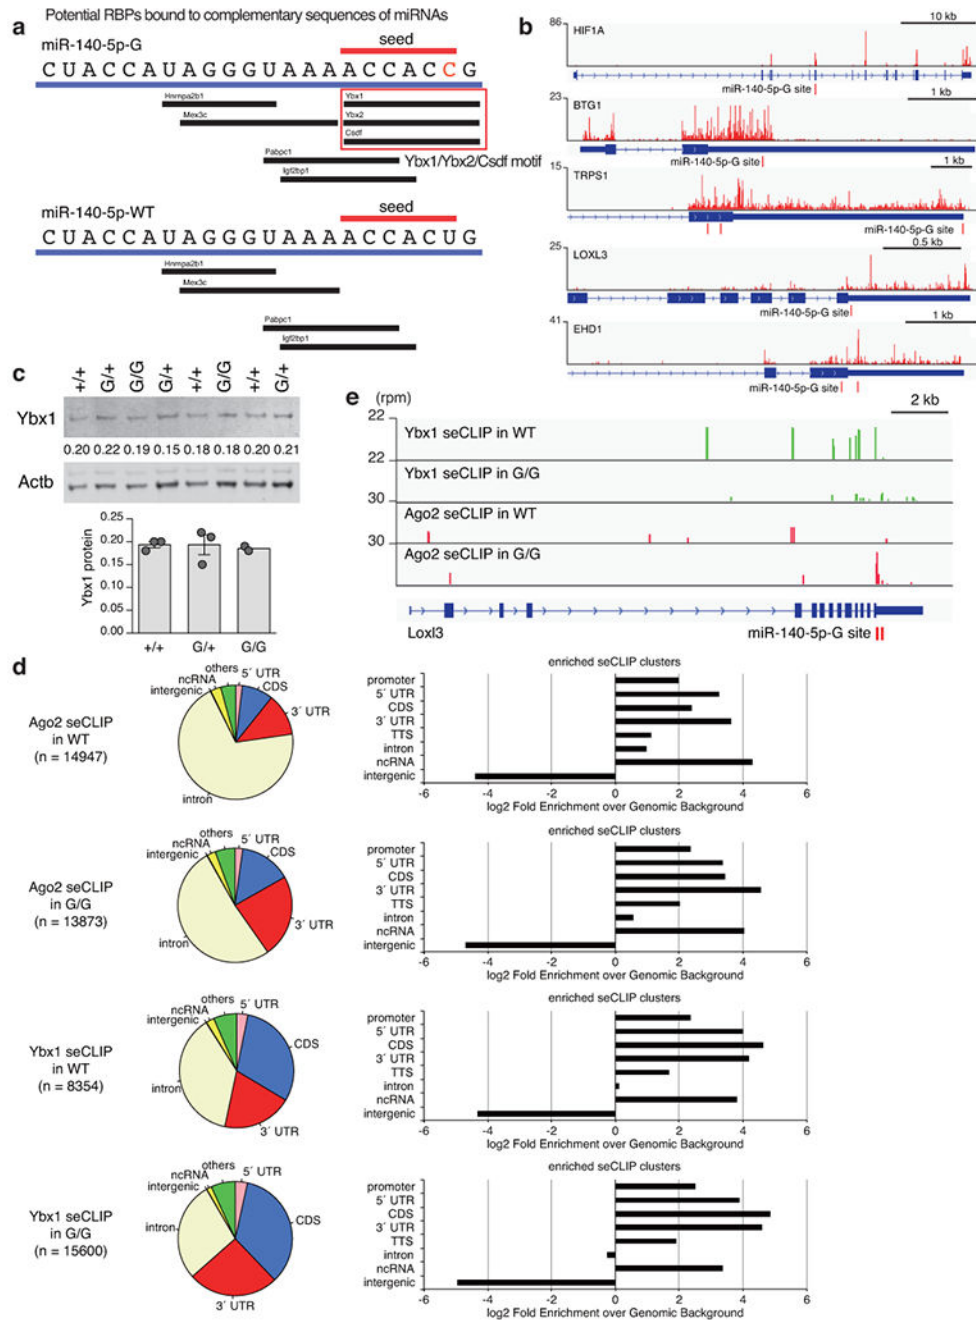 Potential RBPs bound to complementary sequences of miRNAs
a
seed
miR-140-5p-G
C U A C C A U A G G G U A A A A C C A C C G
Hnrnpa2b1
Mex3c
Ybx1
Ybx2
Csdf
Pabpc1
Ybx1/Ybx2/Csdf motif
Igf2bp1
miR-140-5p-WT
seed
C U A C C A U A G G G U A A A A C C A C U G
Hnrnpa2b1
Mex3c
Pabpc1
Igf2bp1
b
86
HIF1A
10 kb
miR-140-5p-G site
23
BTG1
1 kb
miR-140-5p-G site
15
TRPS1
1 kb
miR-140-5p-G site
25
LOXL3
0.5 kb
miR-140-5p-G site
41
EHD1
1 kb
miR-140-5p-G site
c
+/+ G/+ G/G G/+ +/+ G/G +/+ G/+
Ybx1
0.20 0.22 0.19 0.15 0.18 0.18 0.20 0.21
Actb
Ybx1 protein
0.25
0.20
0.15
0.10
0.05
0.00
+/+ G/+ G/G
e
(rpm)
2 kb
22
Ybx1 seCLIP in WT
22
Ybx1 seCLIP in G/G
30
Ago2 seCLIP in WT
30
Ago2 seCLIP in G/G
Loxl3
miR-140-5p-G site
d
Ago2 seCLIP
in WT
(n = 14947)
others
ncRNA
intergenic
5′ UTR
CDS
3′ UTR
intron
enriched seCLIP clusters
promoter
5′ UTR
CDS
3′ UTR
TTS
intron
ncRNA
intergenic
-6 -4 -2 0 2 4 6
log2 Fold Enrichment over Genomic Background
Ago2 seCLIP
in G/G
(n = 13873)
others
ncRNA
intergenic
5′ UTR
CDS
3′ UTR
intron
enriched seCLIP clusters
promoter
5′ UTR
CDS
3′ UTR
TTS
intron
ncRNA
intergenic
-6 -4 -2 0 2 4 6
log2 Fold Enrichment over Genomic Background
Ybx1 seCLIP
in WT
(n = 8354)
others
ncRNA
intergenic
5′ UTR
CDS
3′ UTR
intron
enriched seCLIP clusters
promoter
5′ UTR
CDS
3′ UTR
TTS
intron
ncRNA
intergenic
-6 -4 -2 0 2 4 6
log2 Fold Enrichment over Genomic Background
Ybx1 seCLIP
in G/G
(n = 15600)
others
ncRNA
intergenic
5′ UTR
CDS
3′ UTR
intron
enriched seCLIP clusters
promoter
5′ UTR
CDS
3′ UTR
TTS
intron
ncRNA
intergenic
-6 -4 -2 0 2 4 6
log2 Fold Enrichment over Genomic Background